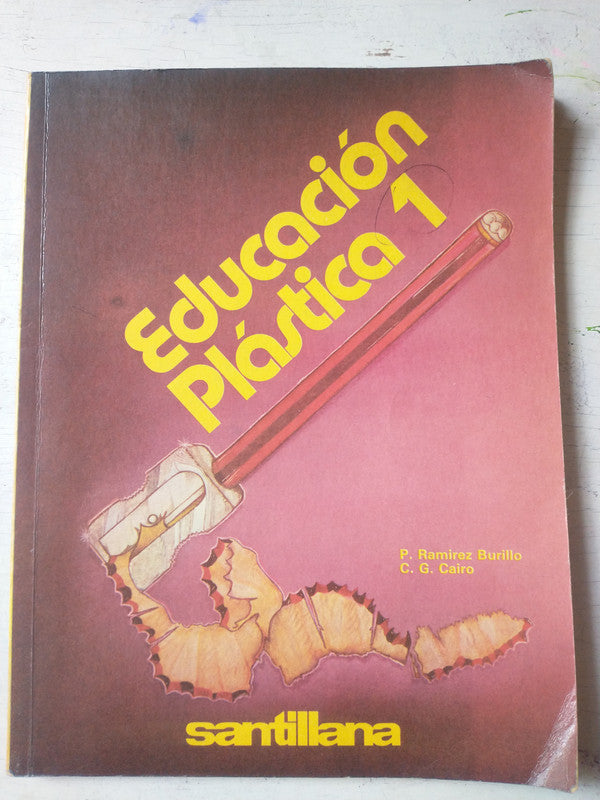 Educación
Plástica 1
P. Ramirez Burillo
C. G. Cairo
santillana